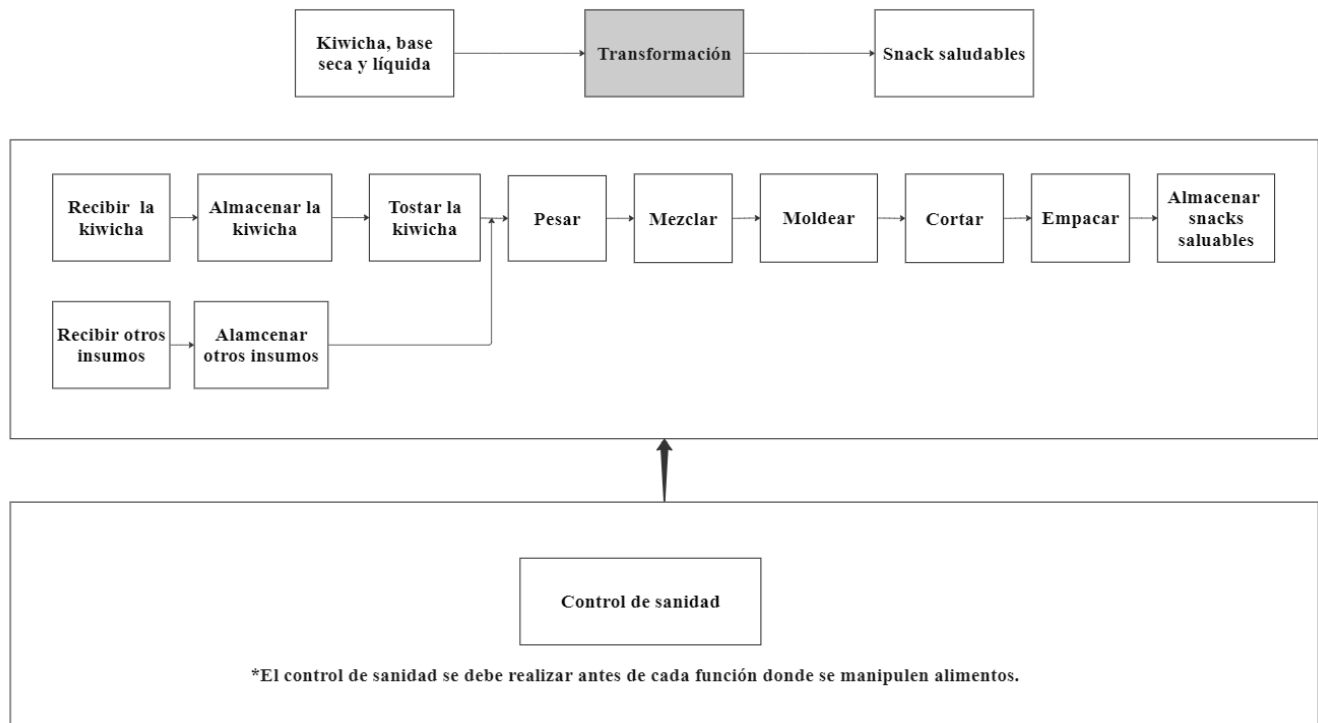 Kiwicha, base
seca y líquida
Transformación
Snack saludables
Recibir la
kiwicha
Almacenar la
kiwicha
Tostar la
kiwicha
Pesar
Mezclar
Moldear
Cortar
Empacar
Almacenar
snacks
saluables
Recibir otros
insumos
Alamcenar
otros insumos
Control de sanidad
*El control de sanidad se debe realizar antes de cada función donde se manipulen alimentos.